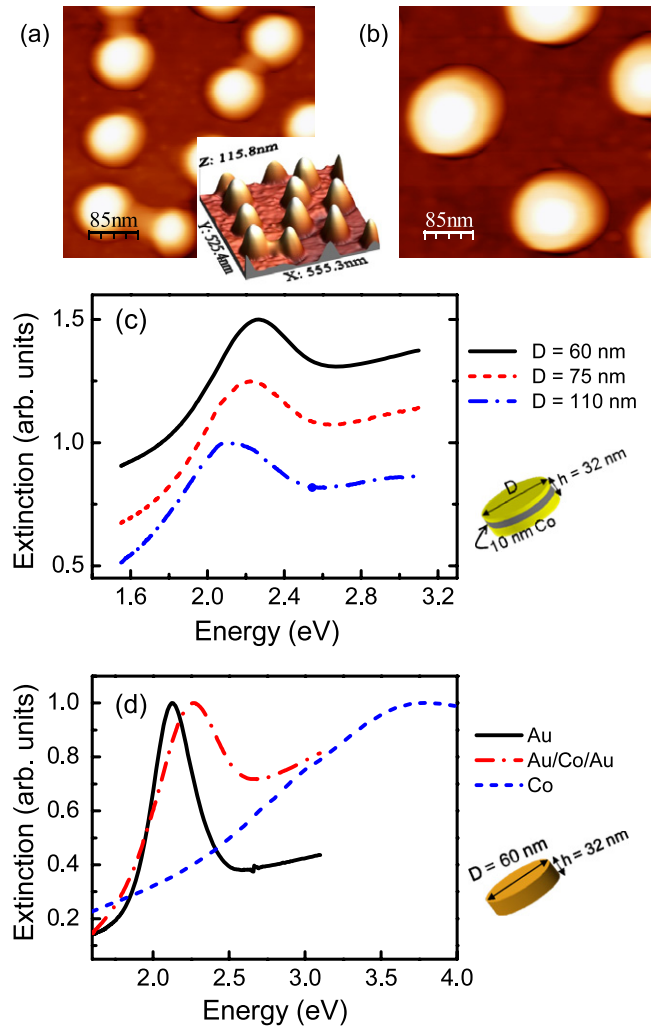 (a)
(b)
85nm
Z: 115.8nm
Y: 525.4nm
X: 555.3nm
85nm
(c)
1.5
1.0
0.5
Extinction (arb. units)
1.6 2.0 2.4 2.8 3.2
Energy (eV)
D = 60 nm
D = 75 nm
D = 110 nm
D
h = 32 nm
10 nm Co
(d)
1.0
0.8
0.6
0.4
0.2
Extinction (arb. units)
2.0 2.5 3.0 3.5 4.0
Energy (eV)
Au
Au/Co/Au
Co
D = 60 nm
h = 32 nm